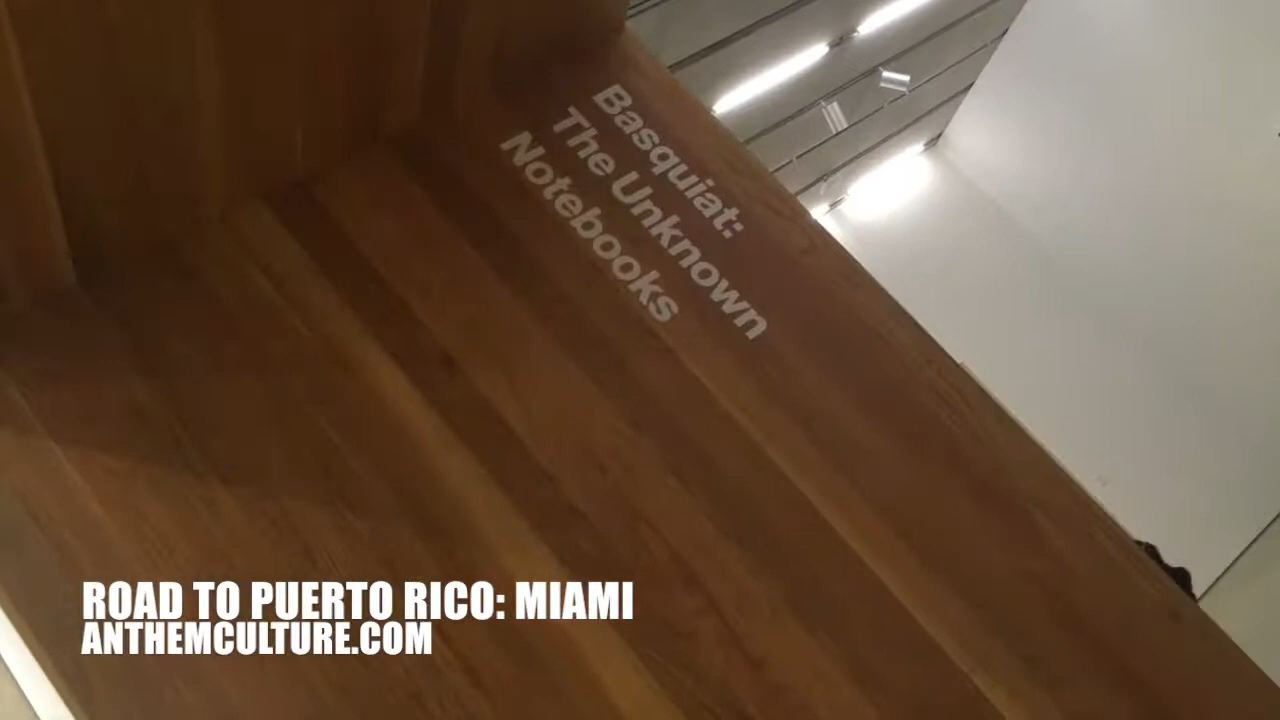 Basquiat:
The Unknown
Notebooks
ROAD TO PUERTO RICO: MIAMI
ANTHEMCULTURE.COM